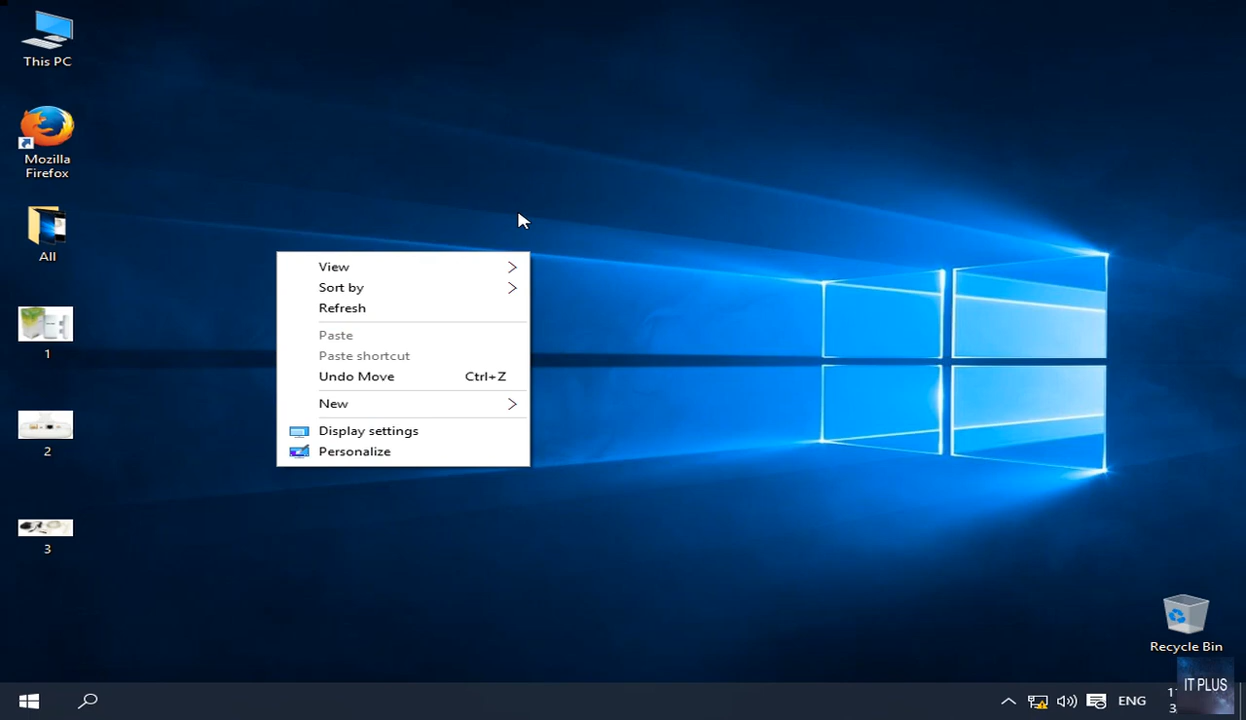 This PC
Mozilla
Firefox
All
1
2
3
View
Sort by
Refresh
Paste
Paste shortcut
Undo Move Ctrl+Z
New
Display settings
Personalize
Recycle Bin
ENG
IT PLUS